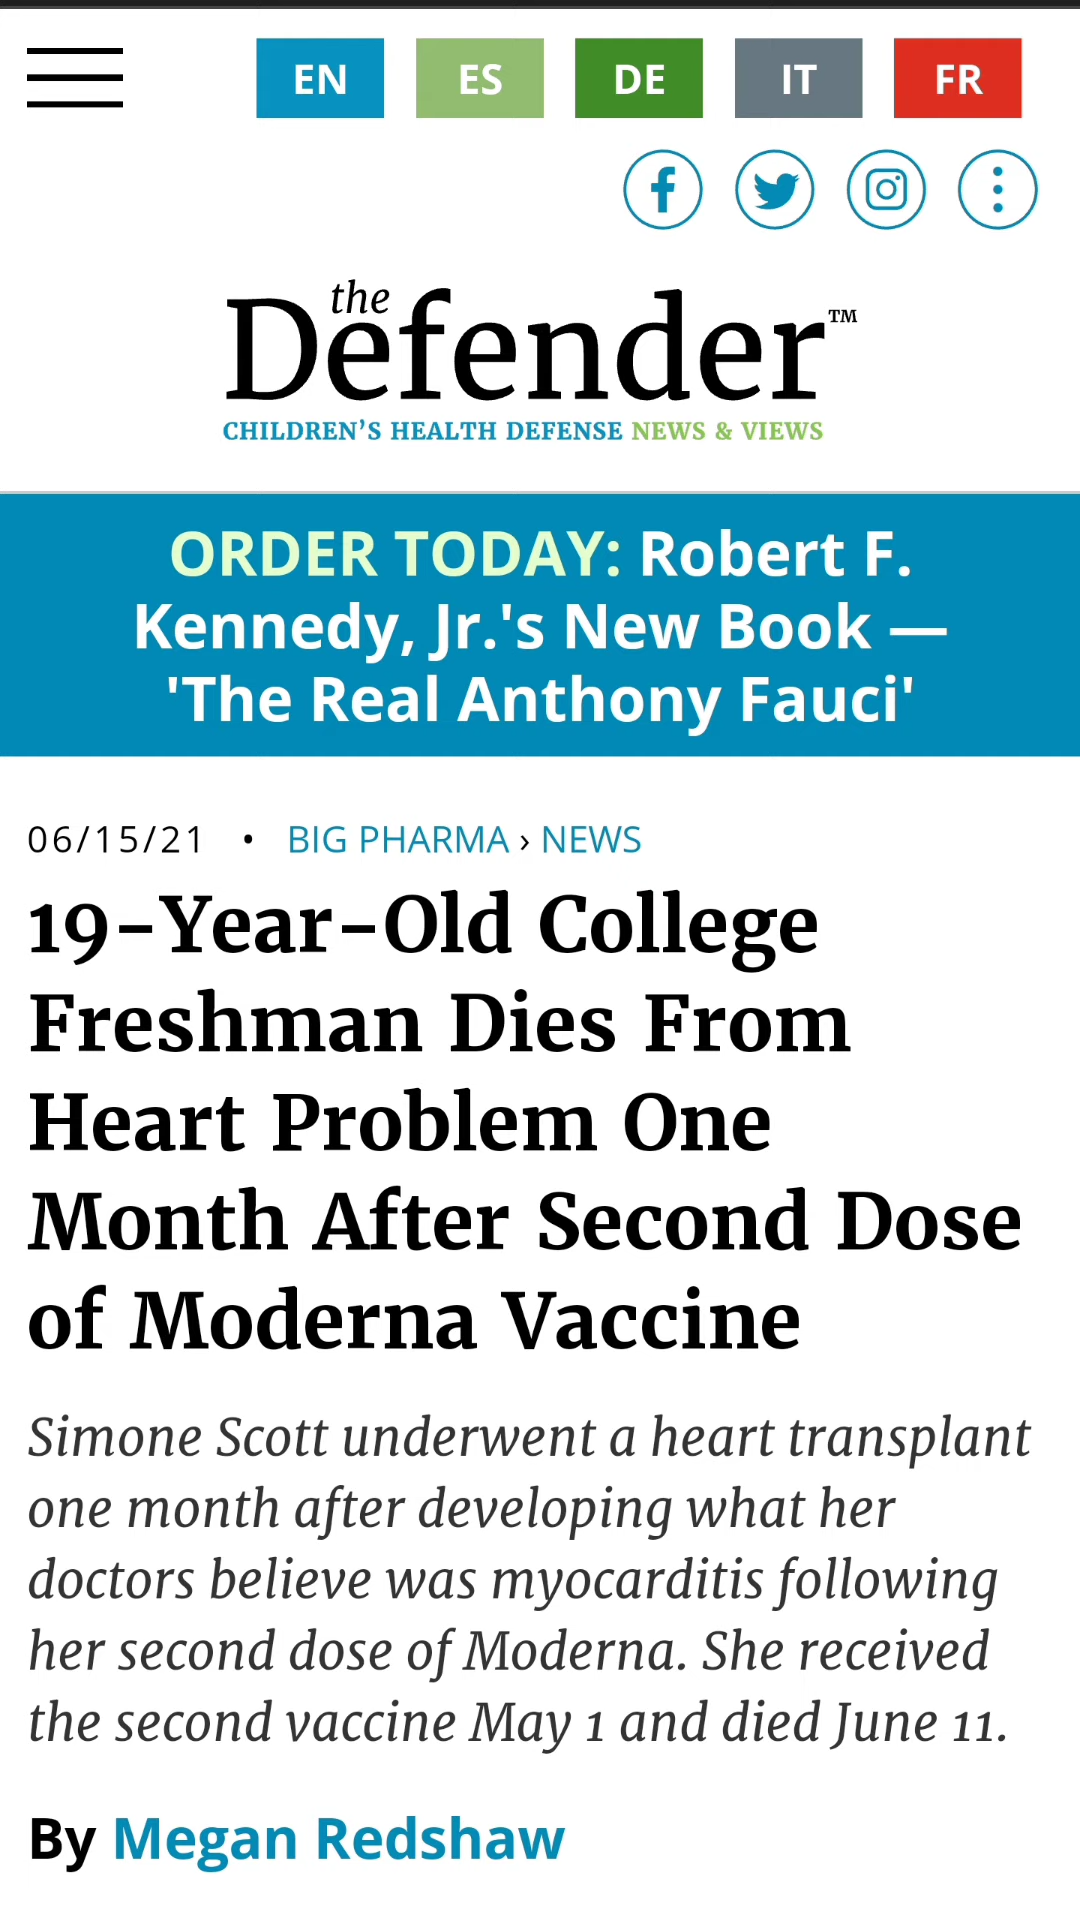 EN ES DE IT FR
the
Defender™
CHILDREN'S HEALTH DEFENSE NEWS & VIEWS
ORDER TODAY: Robert F.
Kennedy, Jr.'s New Book —
'The Real Anthony Fauci'
06/15/21 • BIG PHARMA › NEWS
19-Year-Old College
Freshman Dies From
Heart Problem One
Month After Second Dose
of Moderna Vaccine
Simone Scott underwent a heart transplant
one month after developing what her
doctors believe was myocarditis following
her second dose of Moderna. She received
the second vaccine May 1 and died June 11.
By Megan Redshaw